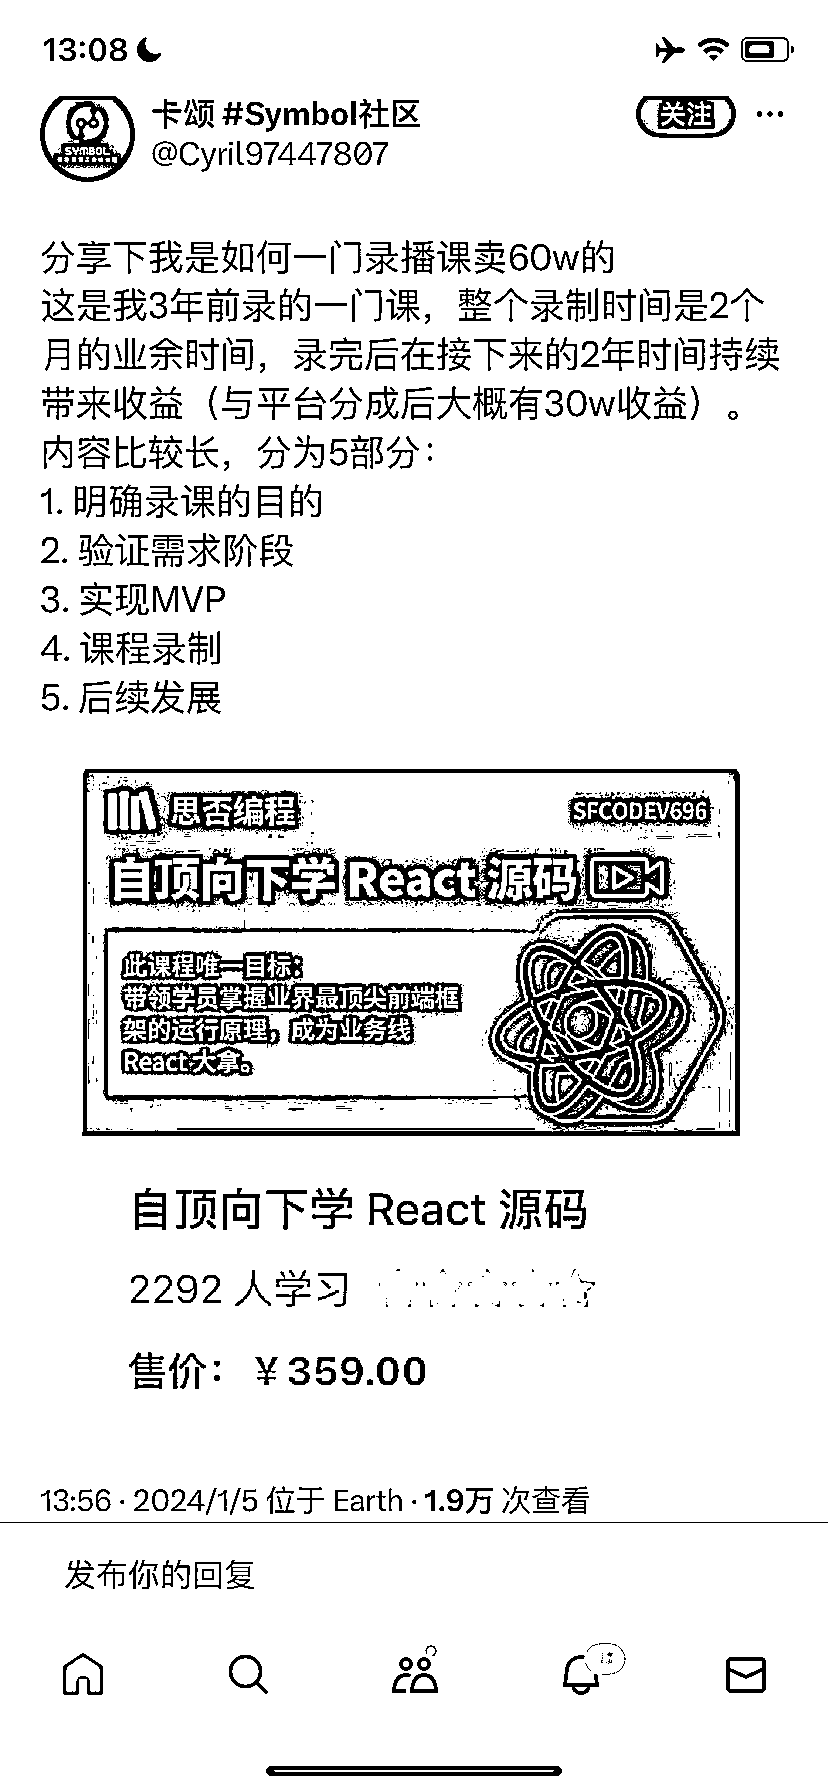 13:08
卡颂 #Symbol社区
关注
@Cyril97447807
SYMBOL
分享下我是如何一门录播课卖60w的
这是我3年前录的一门课，整个录制时间是2个
月的业余时间，录完后在接下来的2年时间持续
带来收益（与平台分成后大概有30w收益）。
内容比较长，分为5部分：
1. 明确录课的目的
2. 验证需求阶段
3. 实现MVP
4. 课程录制
5. 后续发展
思否编程
SFCODEV696
自顶向下学 React 源码
此课程唯一目标：
带领学员掌握业界最顶尖前端框
架的运行原理，成为业务线
React大拿。
自顶向下学 React 源码
2292 人学习
售价： ￥359.00
13:56 · 2024/1/5 位于 Earth · 1.9万 次查看
发布你的回复